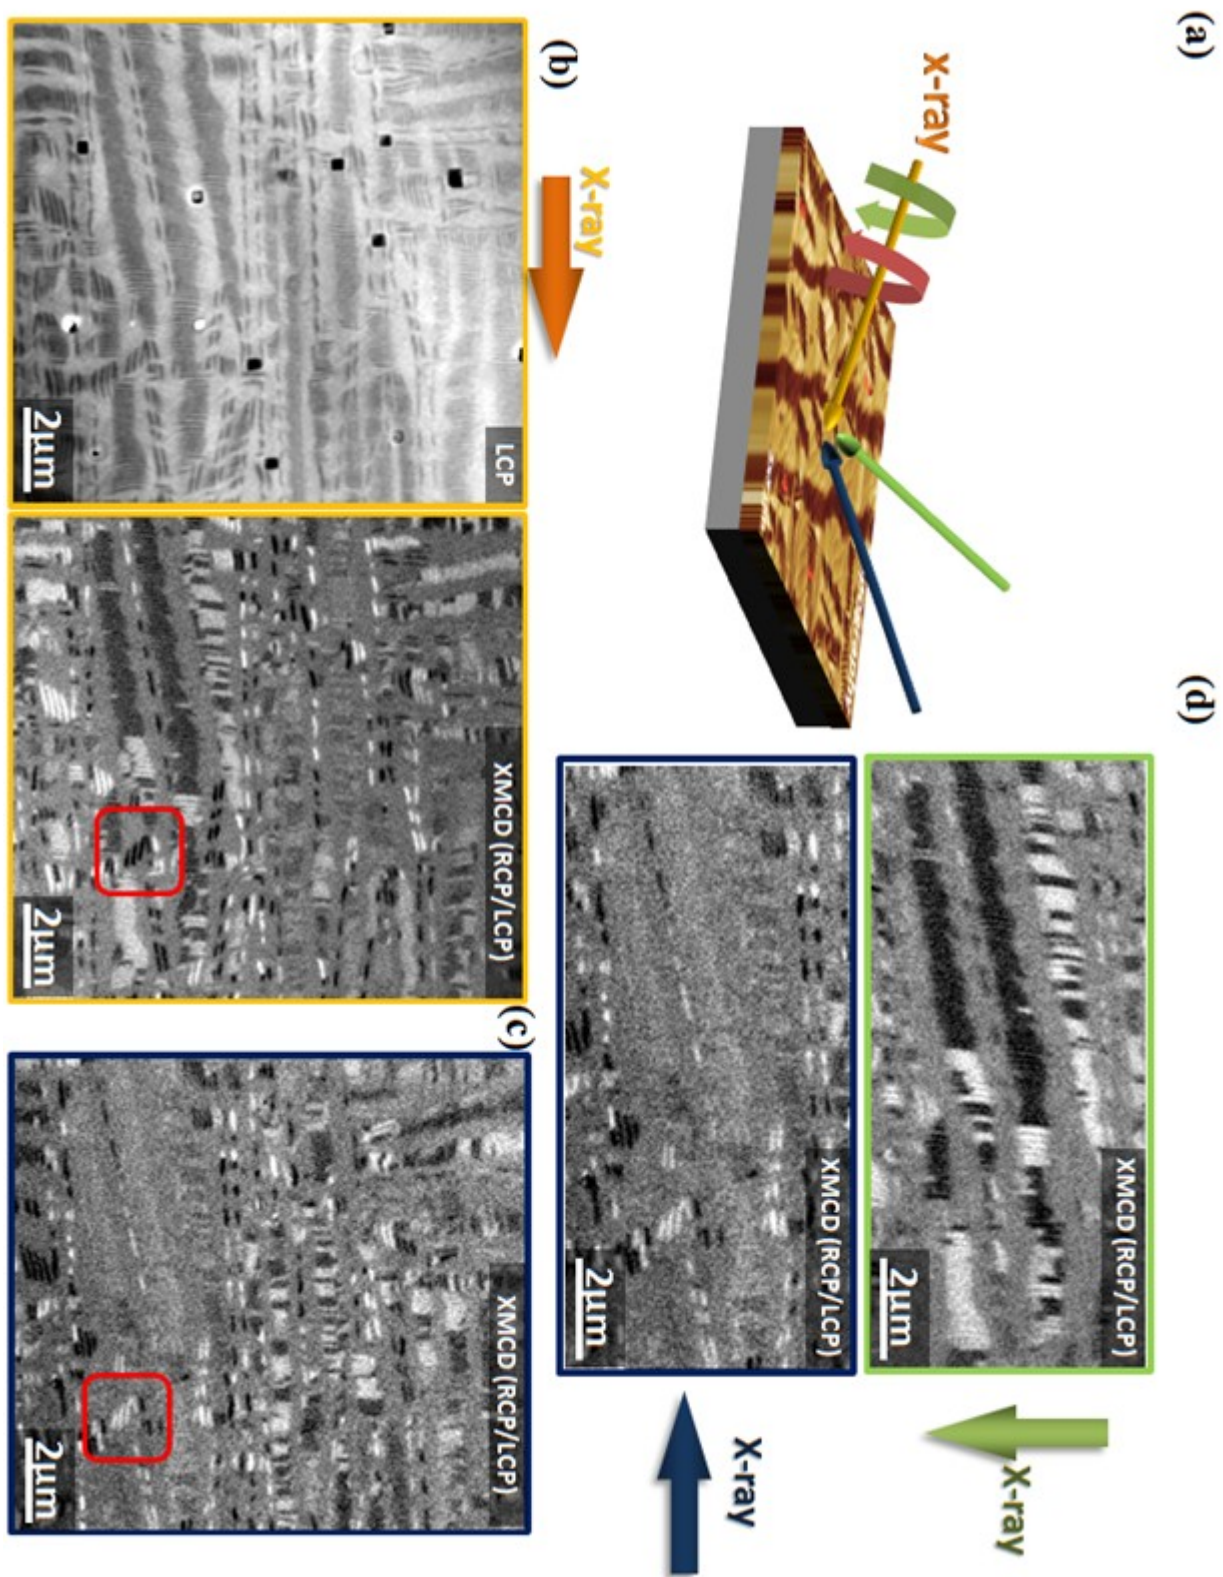 (a)
X-ray
(b)
X-ray
LCP
2μm
XMCD (RCP/LCP)
2μm
(c)
XMCD (RCP/LCP)
2μm
(d)
XMCD (RCP/LCP)
2μm
X-ray
XMCD (RCP/LCP)
2μm
X-ray